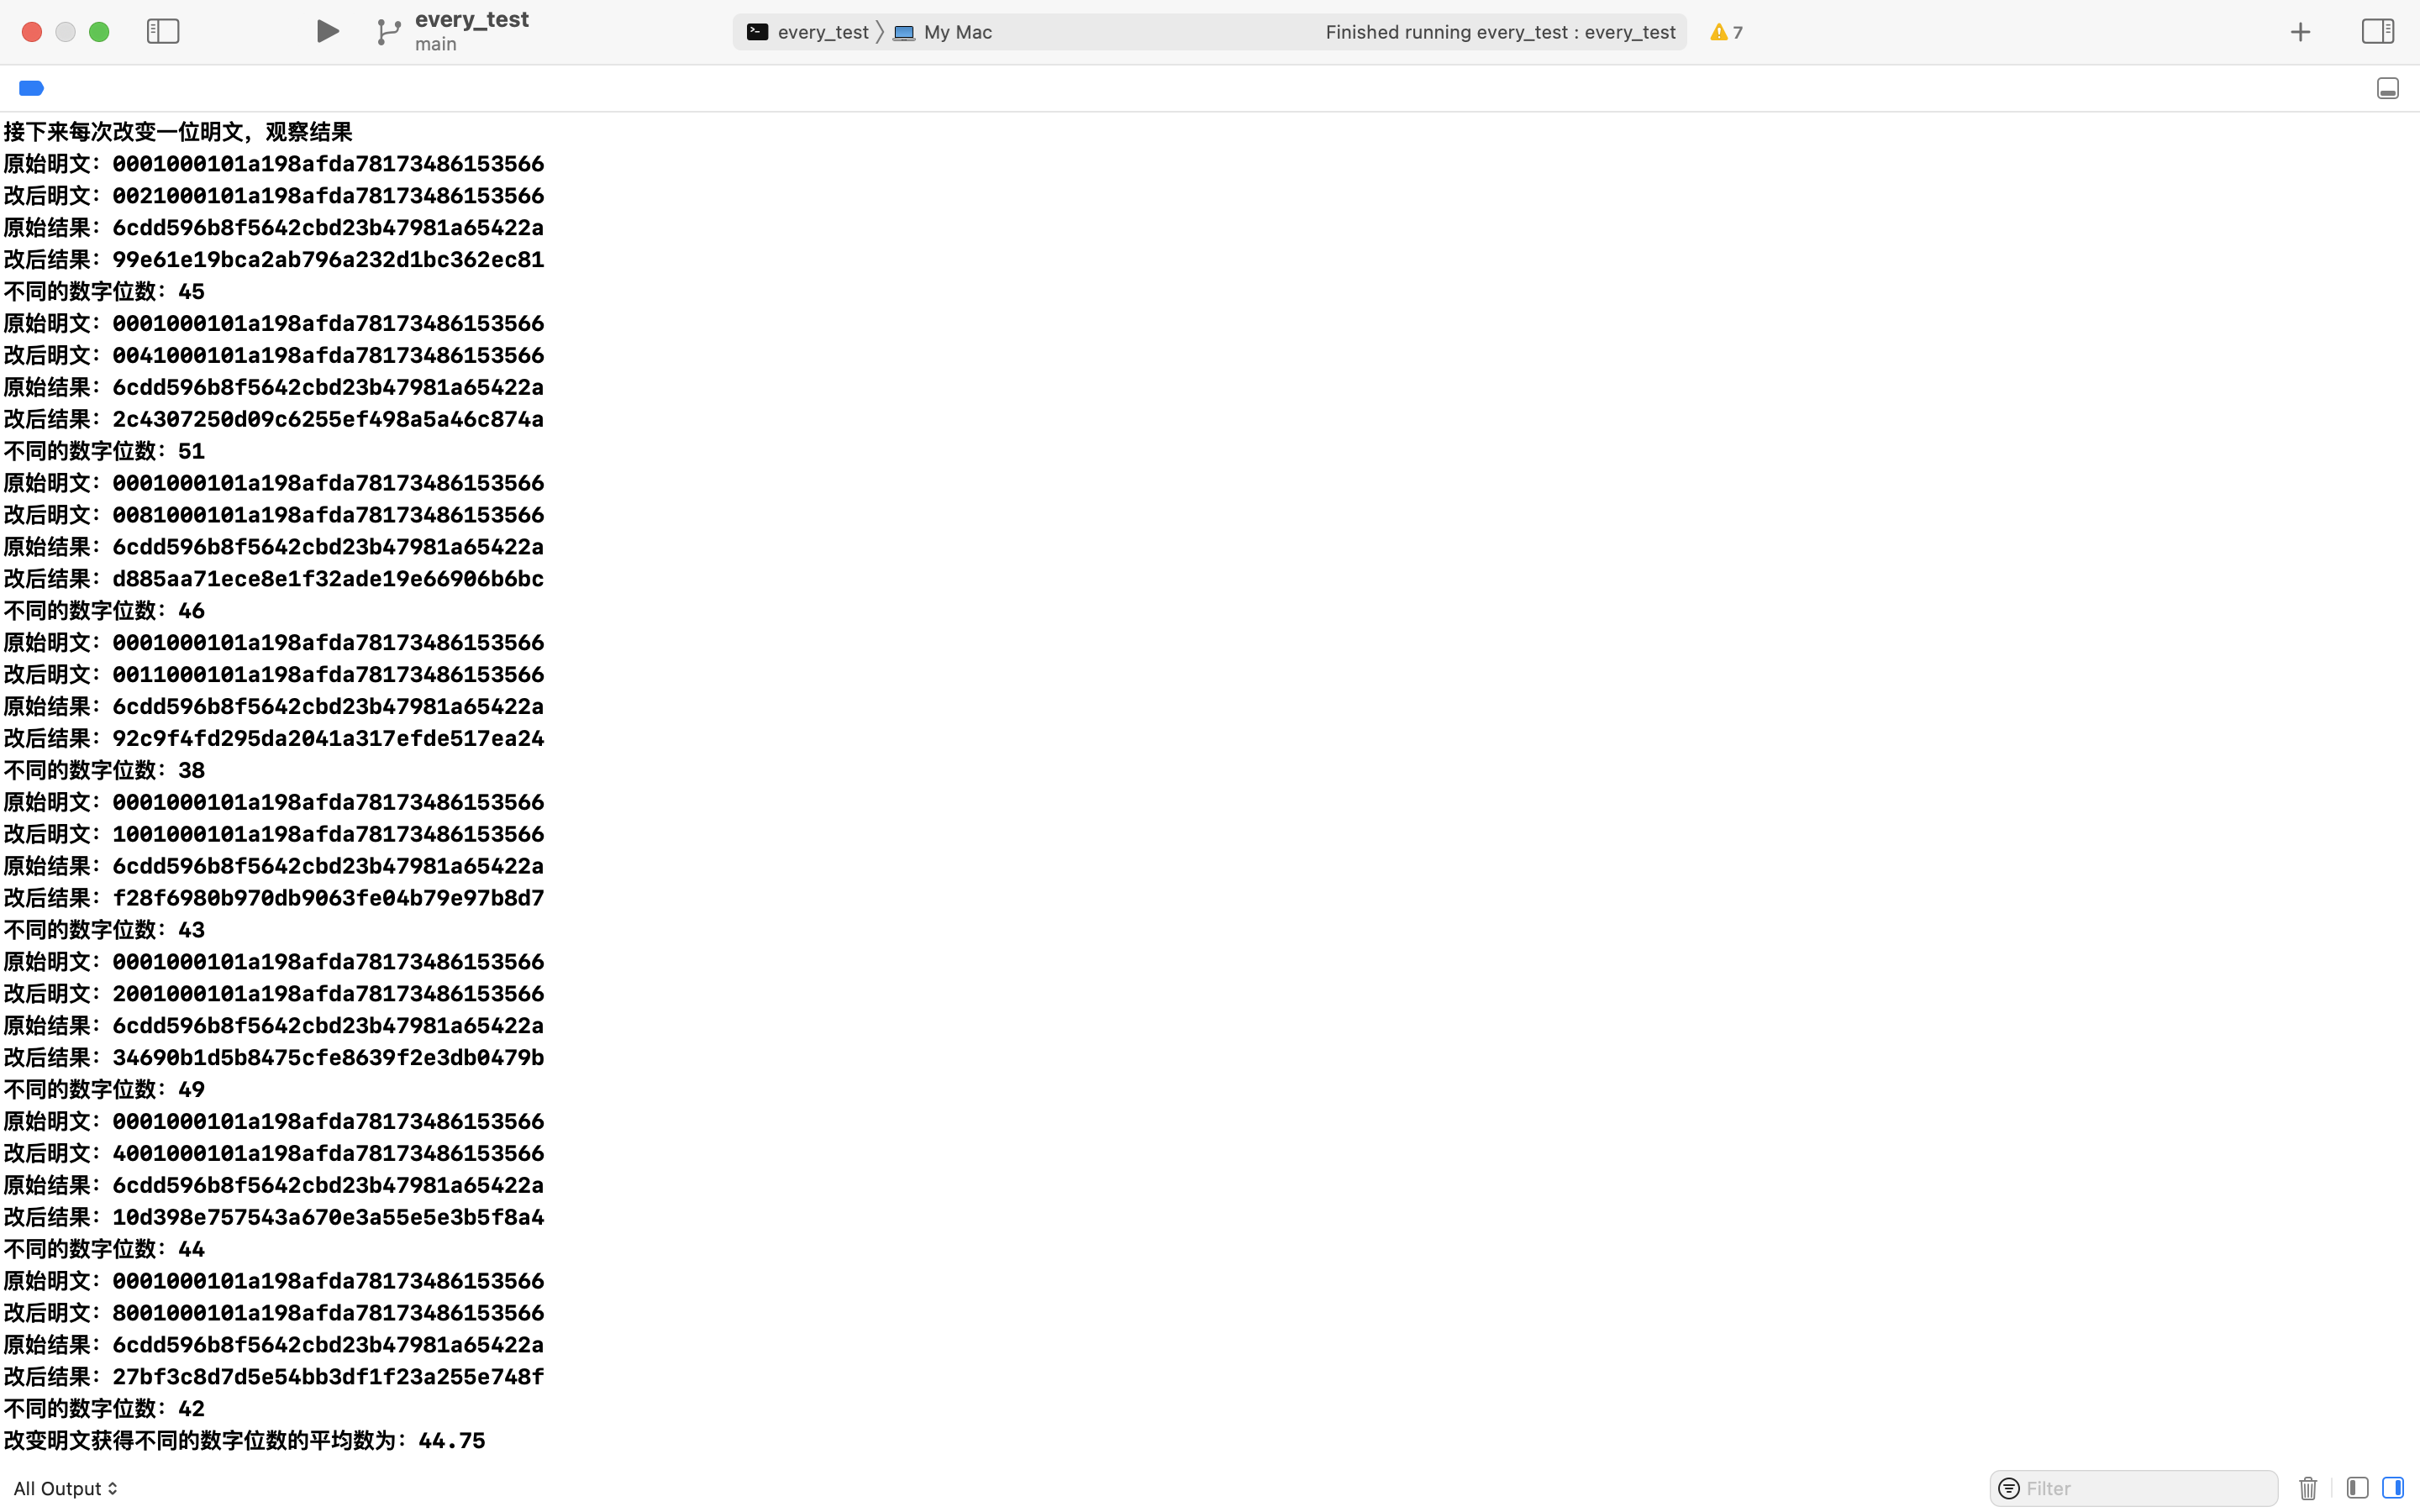 every_test
main
every_test 〉 My Mac
Finished running every_test : every_test
7
接下来每次改变一位明文，观察结果
原始明文：0001000101a198afda78173486153566
改后明文：0021000101a198afda78173486153566
原始结果：6cdd596b8f5642cbd23b47981a65422a
改后结果：99e61e19bca2ab796a232d1bc362ec81
不同的数字位数：45
原始明文：0001000101a198afda78173486153566
改后明文：0041000101a198afda78173486153566
原始结果：6cdd596b8f5642cbd23b47981a65422a
改后结果：2c4307250d09c6255ef498a5a46c874a
不同的数字位数：51
原始明文：0001000101a198afda78173486153566
改后明文：0081000101a198afda78173486153566
原始结果：6cdd596b8f5642cbd23b47981a65422a
改后结果：d885aa71ece8e1f32ade19e66906b6bc
不同的数字位数：46
原始明文：0001000101a198afda78173486153566
改后明文：0011000101a198afda78173486153566
原始结果：6cdd596b8f5642cbd23b47981a65422a
改后结果：92c9f4fd295da2041a317efde517ea24
不同的数字位数：38
原始明文：0001000101a198afda78173486153566
改后明文：1001000101a198afda78173486153566
原始结果：6cdd596b8f5642cbd23b47981a65422a
改后结果：f28f6980b970db9063fe04b79e97b8d7
不同的数字位数：43
原始明文：0001000101a198afda78173486153566
改后明文：2001000101a198afda78173486153566
原始结果：6cdd596b8f5642cbd23b47981a65422a
改后结果：34690b1d5b8475cfe8639f2e3db0479b
不同的数字位数：49
原始明文：0001000101a198afda78173486153566
改后明文：4001000101a198afda78173486153566
原始结果：6cdd596b8f5642cbd23b47981a65422a
改后结果：10d398e757543a670e3a55e5e3b5f8a4
不同的数字位数：44
原始明文：0001000101a198afda78173486153566
改后明文：8001000101a198afda78173486153566
原始结果：6cdd596b8f5642cbd23b47981a65422a
改后结果：27bf3c8d7d5e54bb3df1f23a255e748f
不同的数字位数：42
改变明文获得不同的数字位数的平均数为：44.75
All Output
Filter